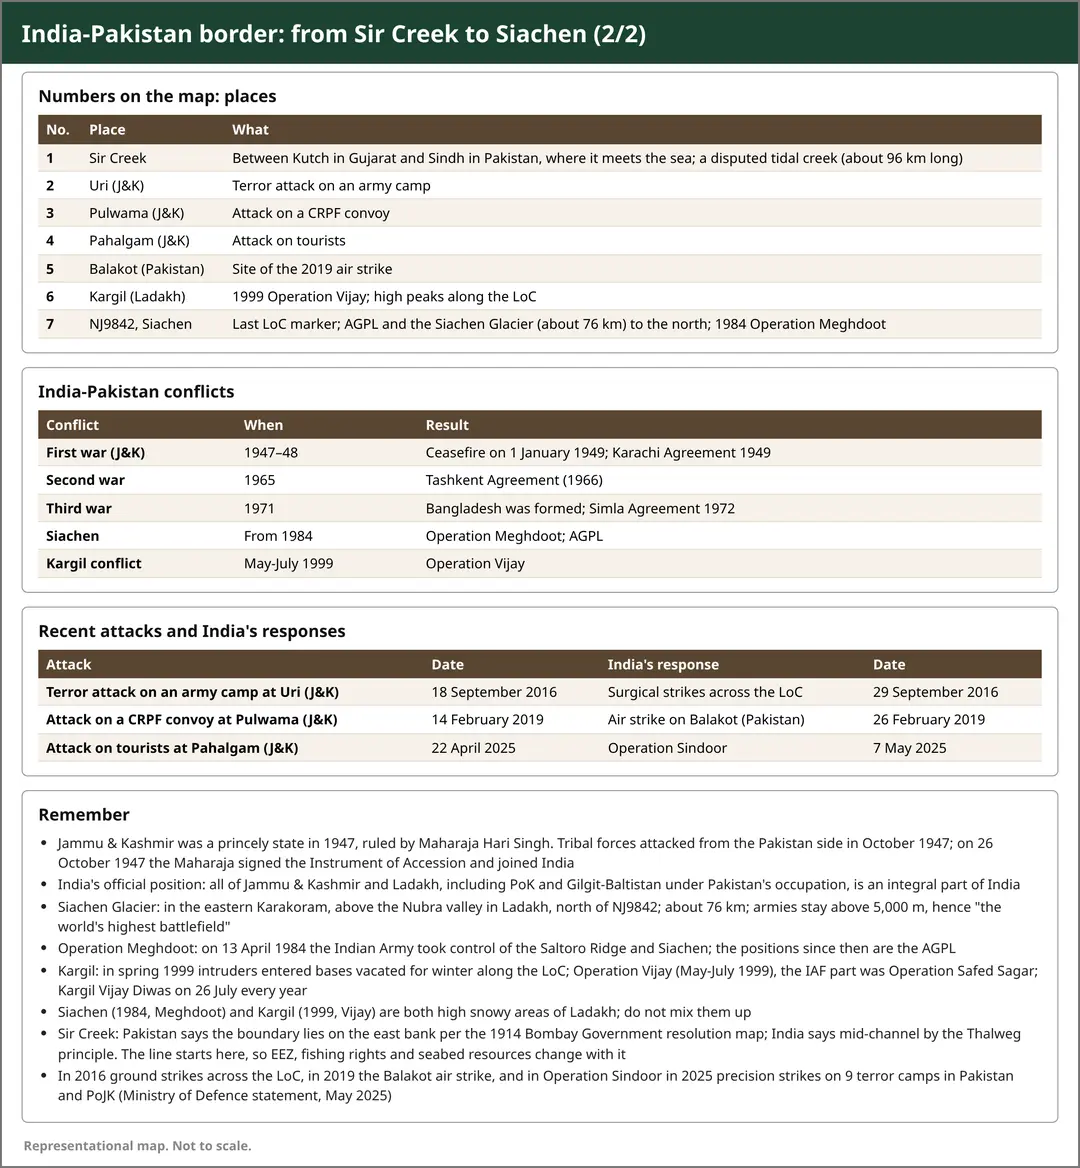 India-Pakistan border: from Sir Creek to Siachen (2/2)
Numbers on the map: places
No. Place What
1 Sir Creek Between Kutch in Gujarat and Sindh in Pakistan, where it meets the sea; a disputed tidal creek (about 96 km long)
2 Uri (J&K) Terror attack on an army camp
3 Pulwama (J&K) Attack on a CRPF convoy
4 Pahalgam (J&K) Attack on tourists
5 Balakot (Pakistan) Site of the 2019 air strike
6 Kargil (Ladakh) 1999 Operation Vijay; high peaks along the LoC
7 NJ9842, Siachen Last LoC marker; AGPL and the Siachen Glacier (about 76 km) to the north; 1984 Operation Meghdoot
India-Pakistan conflicts
Conflict When Result
First war (J&K) 1947–48 Ceasefire on 1 January 1949; Karachi Agreement 1949
Second war 1965 Tashkent Agreement (1966)
Third war 1971 Bangladesh was formed; Simla Agreement 1972
Siachen From 1984 Operation Meghdoot; AGPL
Kargil conflict May-July 1999 Operation Vijay
Recent attacks and India's responses
Attack Date India's response Date
Terror attack on an army camp at Uri (J&K) 18 September 2016 Surgical strikes across the LoC 29 September 2016
Attack on a CRPF convoy at Pulwama (J&K) 14 February 2019 Air strike on Balakot (Pakistan) 26 February 2019
Attack on tourists at Pahalgam (J&K) 22 April 2025 Operation Sindoor 7 May 2025
Remember
• Jammu & Kashmir was a princely state in 1947, ruled by Maharaja Hari Singh. Tribal forces attacked from the Pakistan side in October 1947; on 26
October 1947 the Maharaja signed the Instrument of Accession and joined India
• India's official position: all of Jammu & Kashmir and Ladakh, including PoK and Gilgit-Baltistan under Pakistan's occupation, is an integral part of India
• Siachen Glacier: in the eastern Karakoram, above the Nubra valley in Ladakh, north of NJ9842; about 76 km; armies stay above 5,000 m, hence "the
world's highest battlefield"
• Operation Meghdoot: on 13 April 1984 the Indian Army took control of the Saltoro Ridge and Siachen; the positions since then are the AGPL
• Kargil: in spring 1999 intruders entered bases vacated for winter along the LoC; Operation Vijay (May-July 1999), the IAF part was Operation Safed Sagar;
Kargil Vijay Diwas on 26 July every year
• Siachen (1984, Meghdoot) and Kargil (1999, Vijay) are both high snowy areas of Ladakh; do not mix them up
• Sir Creek: Pakistan says the boundary lies on the east bank per the 1914 Bombay Government resolution map; India says mid-channel by the Thalweg
principle. The line starts here, so EEZ, fishing rights and seabed resources change with it
• In 2016 ground strikes across the LoC, in 2019 the Balakot air strike, and in Operation Sindoor in 2025 precision strikes on 9 terror camps in Pakistan
and PoJK (Ministry of Defence statement, May 2025)
Representational map. Not to scale.